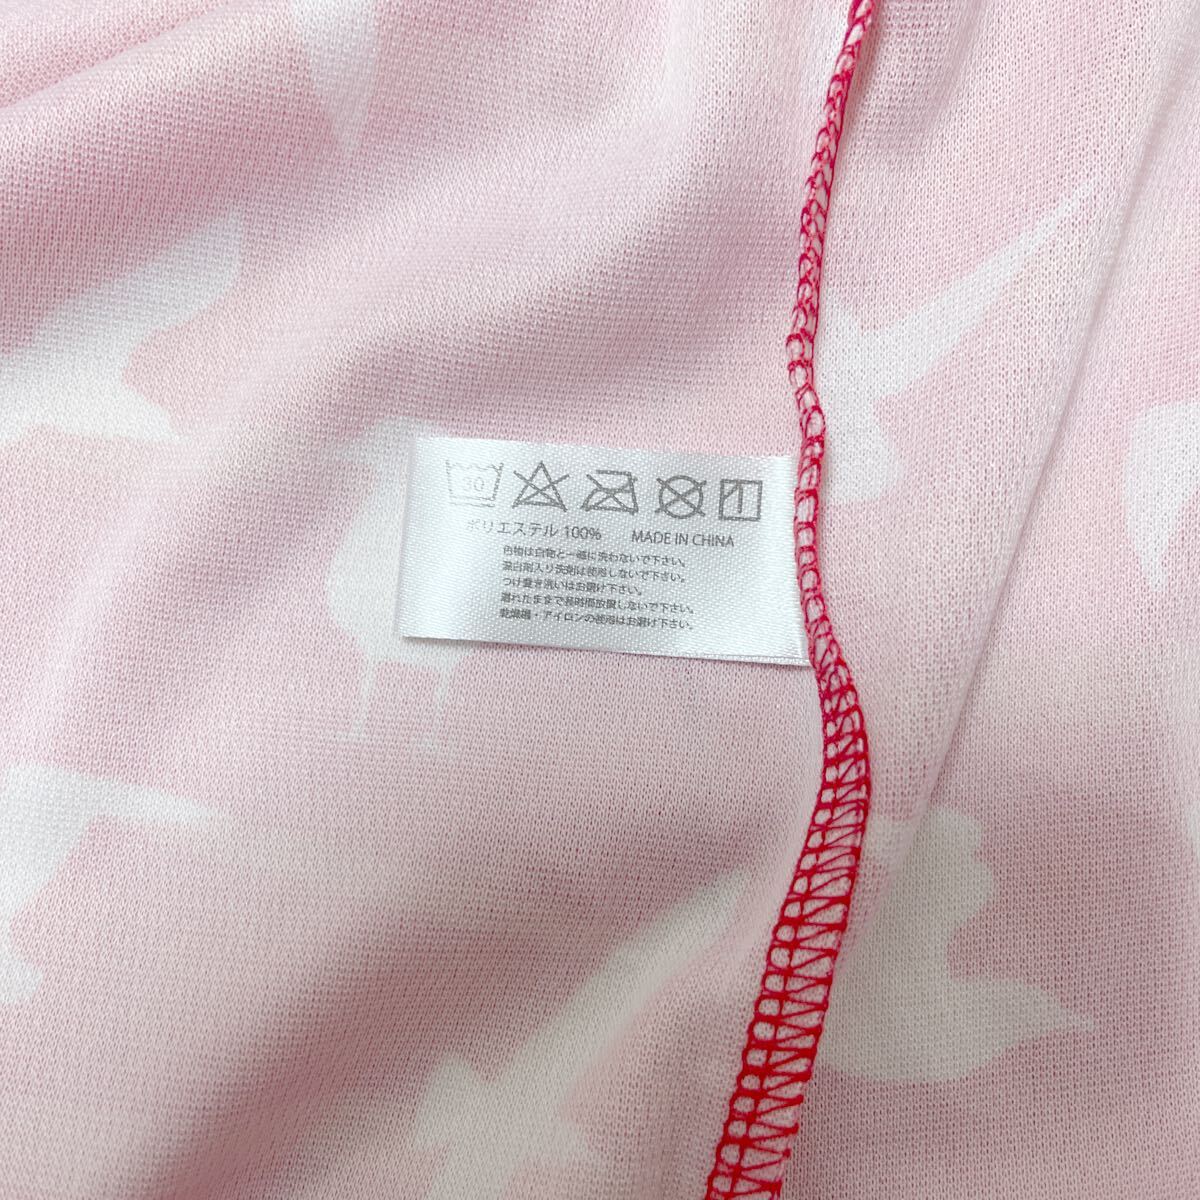 30
ポリエステル 100% MADE IN CHINA
色物は白物と一緒に洗わないで下さい。
漂白剤入り洗剤は使用しないで下さい。
つけ置き洗いはお避け下さい。
濡れたままで長時間放置しないで下さい。
乾燥機・アイロンの使用はお避け下さい。